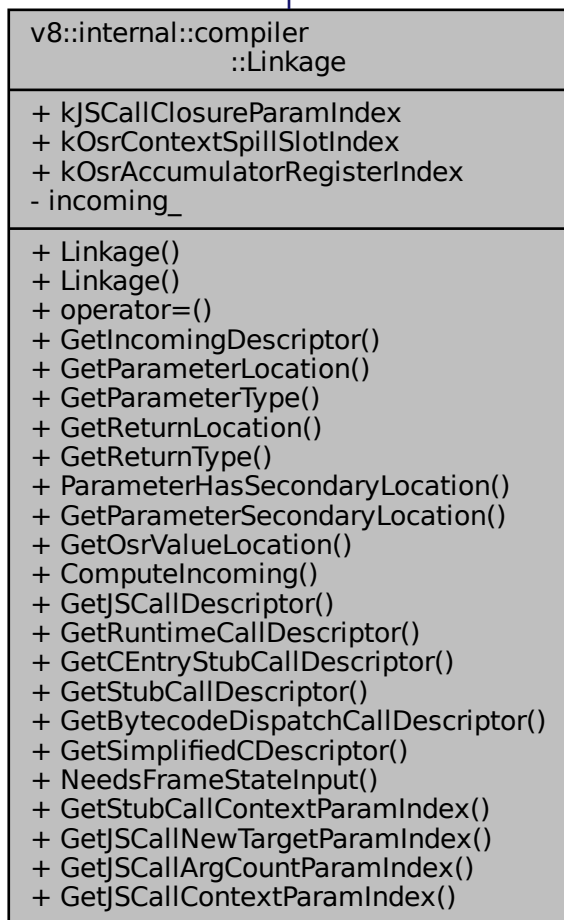 v8::internal::compiler
::Linkage
+ kJSCallClosureParamIndex
+ kOsrContextSpillSlotIndex
+ kOsrAccumulatorRegisterIndex
- incoming_
+ Linkage()
+ Linkage()
+ operator=()
+ GetIncomingDescriptor()
+ GetParameterLocation()
+ GetParameterType()
+ GetReturnLocation()
+ GetReturnType()
+ ParameterHasSecondaryLocation()
+ GetParameterSecondaryLocation()
+ GetOsrValueLocation()
+ ComputeIncoming()
+ GetJSCallDescriptor()
+ GetRuntimeCallDescriptor()
+ GetCEntryStubCallDescriptor()
+ GetStubCallDescriptor()
+ GetBytecodeDispatchCallDescriptor()
+ GetSimplifiedCDescriptor()
+ NeedsFrameStateInput()
+ GetStubCallContextParamIndex()
+ GetJSCallNewTargetParamIndex()
+ GetJSCallArgCountParamIndex()
+ GetJSCallContextParamIndex()